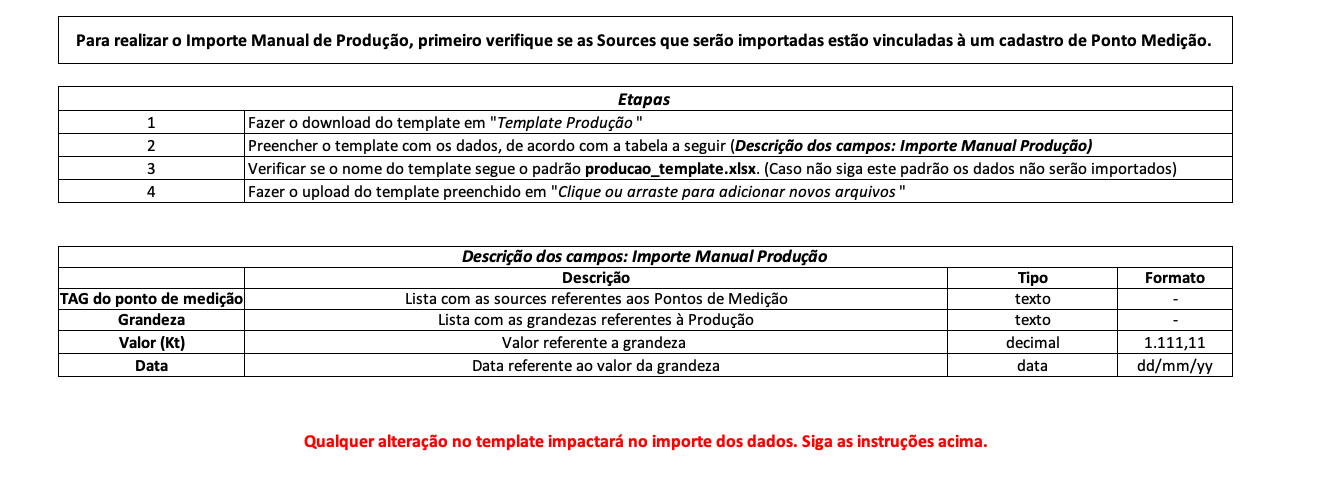 Para realizar o Importe Manual de Produção, primeiro verifique se as Sources que serão importadas estão vinculadas à um cadastro de Ponto Medição.
Etapas
1 Fazer o download do template em "Template Produção "
2 Preencher o template com os dados, de acordo com a tabela a seguir (Descrição dos campos: Importe Manual Produção)
3 Verificar se o nome do template segue o padrão producao_template.xlsx. (Caso não siga este padrão os dados não serão importados)
4 Fazer o upload do template preenchido em "Clique ou arraste para adicionar novos arquivos "
Descrição dos campos: Importe Manual Produção
Descrição Tipo Formato
TAG do ponto de medição Lista com as sources referentes aos Pontos de Medição texto -
Grandeza Lista com as grandezas referentes à Produção texto -
Valor (Kt) Valor referente a grandeza decimal 1.111,11
Data Data referente ao valor da grandeza data dd/mm/yy
Qualquer alteração no template impactará no importe dos dados. Siga as instruções acima.